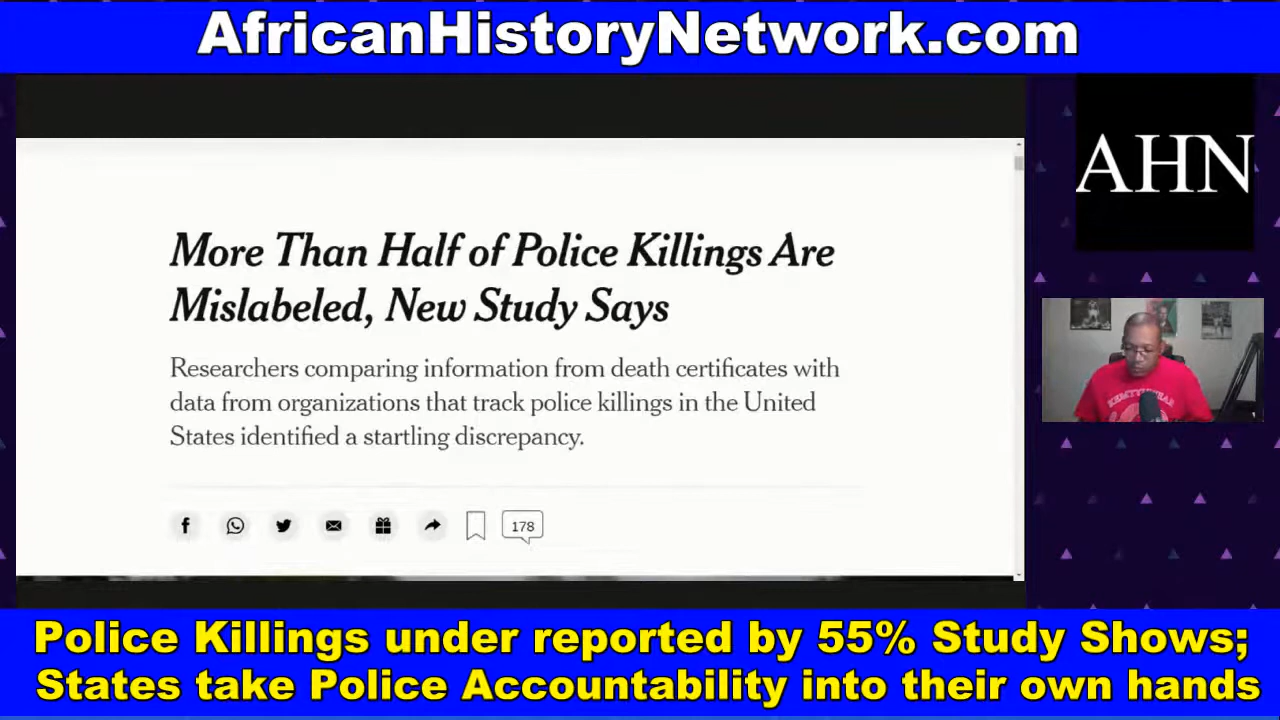 AfricanHistoryNetwork.com
AHN
More Than Half of Police Killings Are
Mislabeled, New Study Says
Researchers comparing information from death certificates with
data from organizations that track police killings in the United
States identified a startling discrepancy.
178
Police Killings under reported by 55% Study Shows;
States take Police Accountability into their own hands